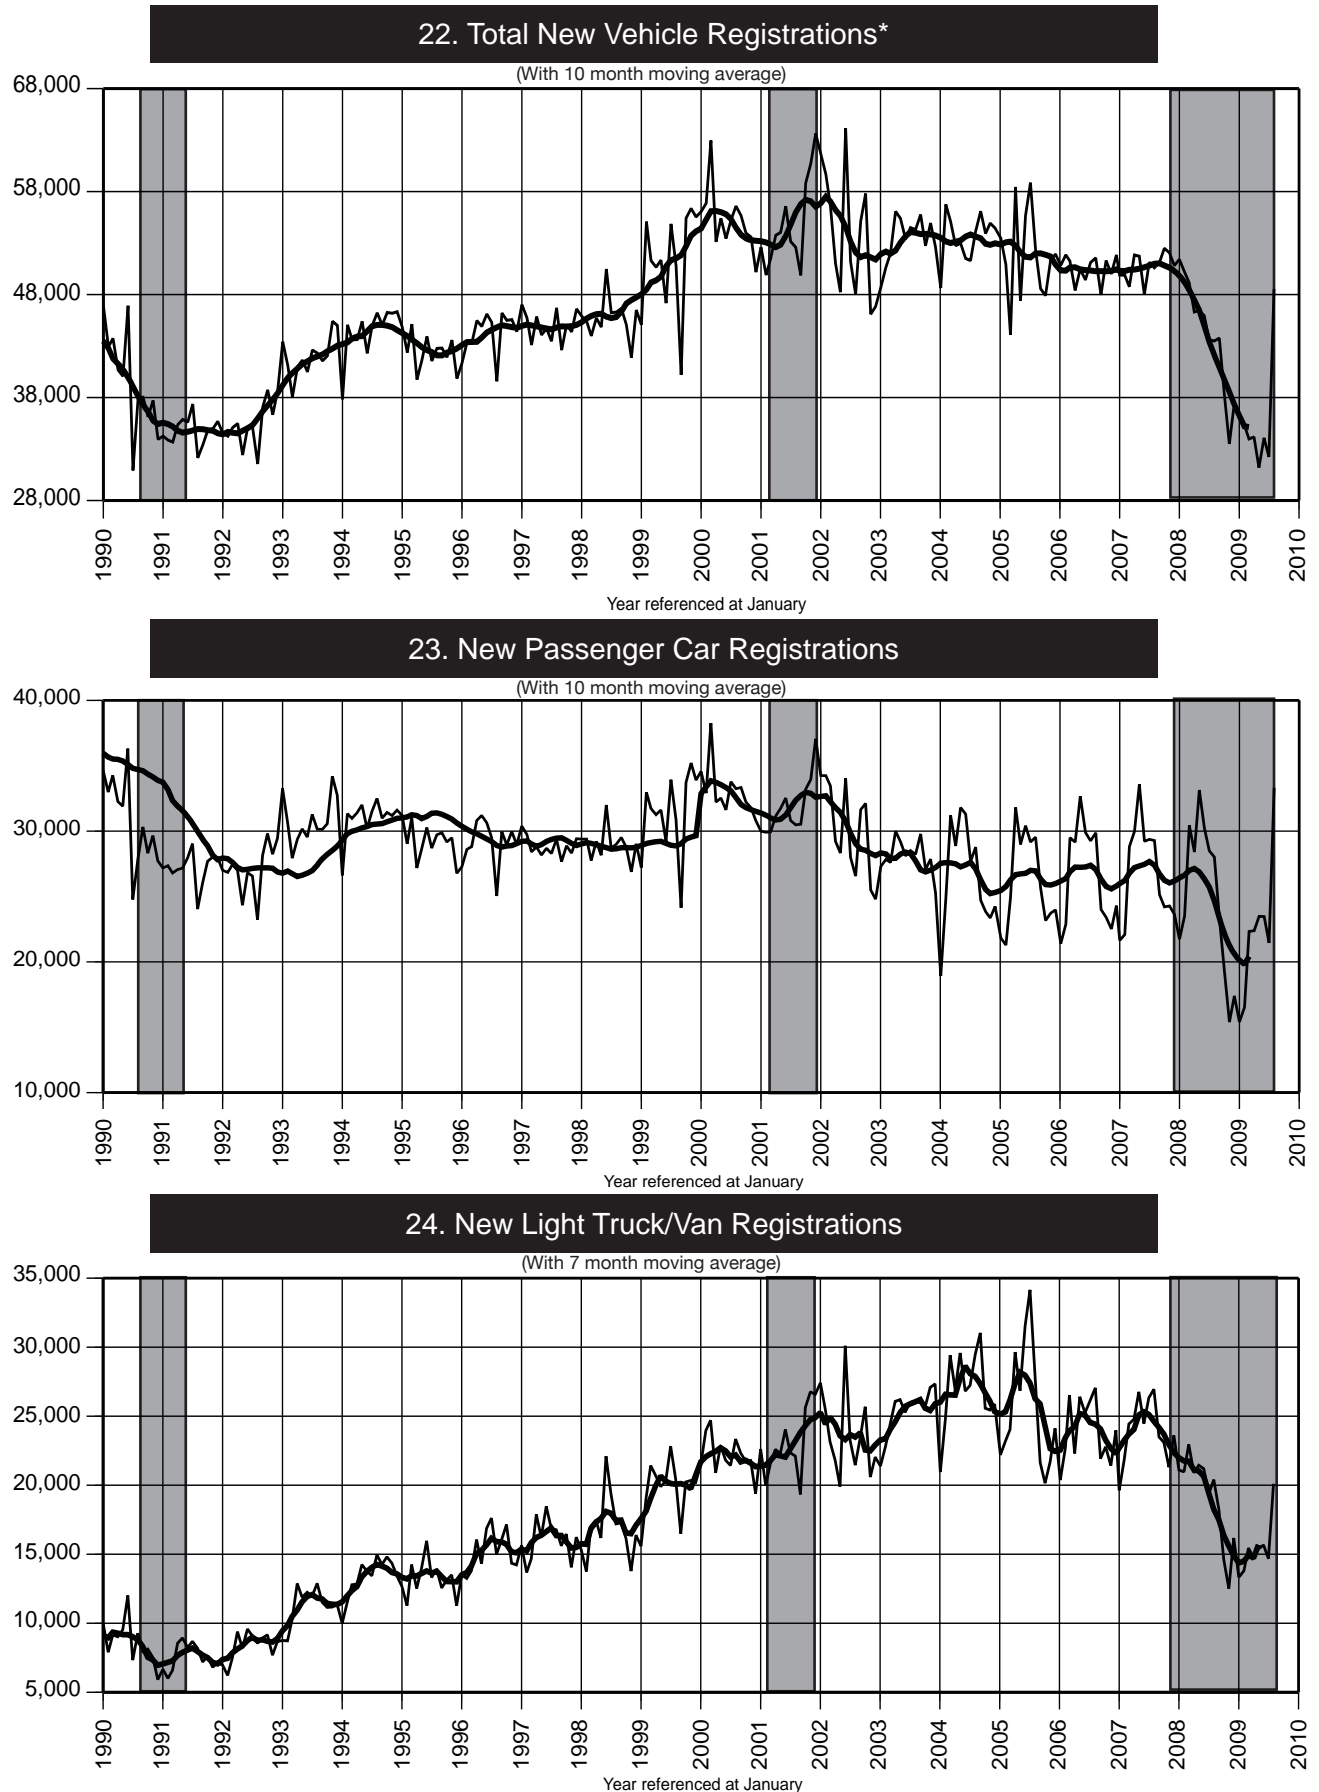 22. Total New Vehicle Registrations*
(With 10 month moving average)
68,000
58,000
48,000
38,000
28,000
1990 1991 1992 1993 1994 1995 1996 1997 1998 1999 2000 2001 2002 2003 2004 2005 2006 2007 2008 2009 2010
Year referenced at January
23. New Passenger Car Registrations
(With 10 month moving average)
40,000
30,000
20,000
10,000
1990 1991 1992 1993 1994 1995 1996 1997 1998 1999 2000 2001 2002 2003 2004 2005 2006 2007 2008 2009 2010
Year referenced at January
24. New Light Truck/Van Registrations
(With 7 month moving average)
35,000
30,000
25,000
20,000
15,000
10,000
5,000
1990 1991 1992 1993 1994 1995 1996 1997 1998 1999 2000 2001 2002 2003 2004 2005 2006 2007 2008 2009 2010
Year referenced at January